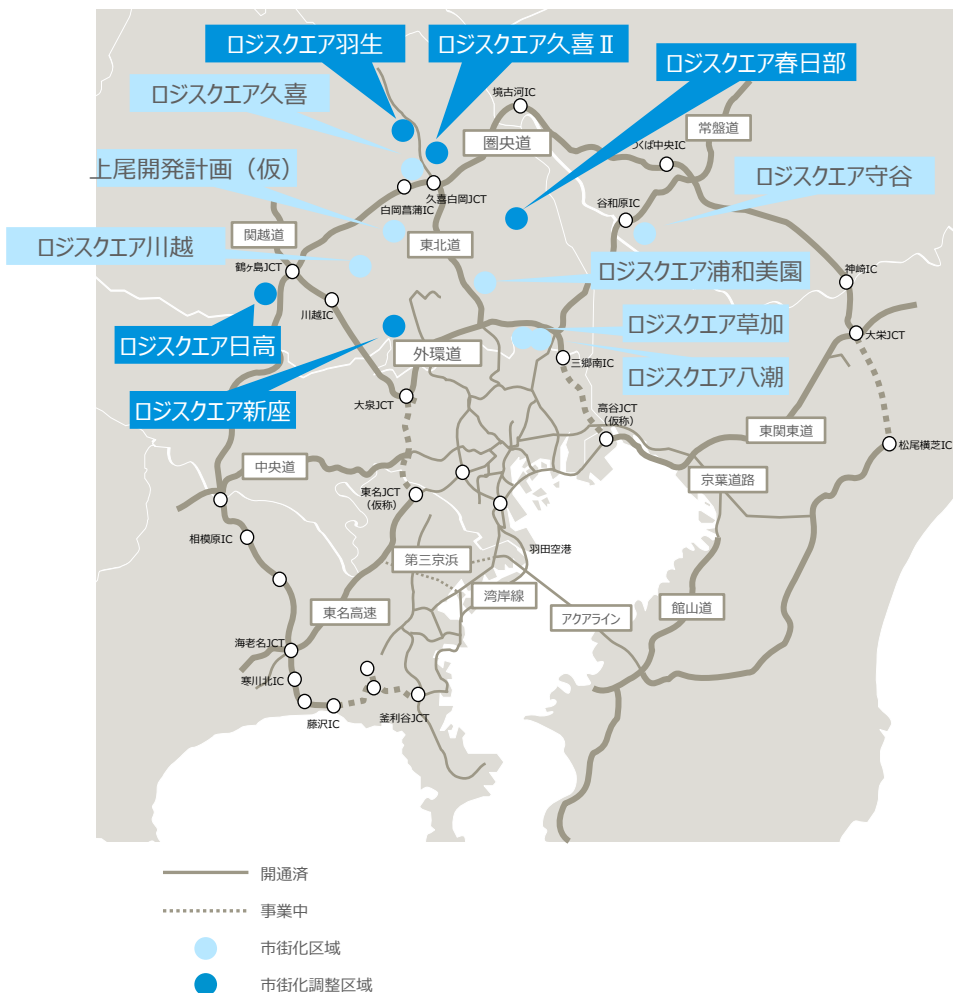 ロジスクエア羽生
ロジスクエア久喜Ⅱ
ロジスクエア春日部
ロジスクエア久喜
境古河IC
常盤道
圏央道
つくば中央IC
上尾開発計画（仮）
久喜白岡JCT
白岡菖蒲IC
ロジスクエア守谷
谷和原IC
関越道
東北道
ロジスクエア川越
鶴ヶ島JCT
ロジスクエア浦和美園
神崎IC
川越IC
ロジスクエア草加
大栄JCT
ロジスクエア日高
外環道
三郷南IC
ロジスクエア八潮
大泉JCT
ロジスクエア新座
高谷JCT
（仮称）
東関東道
松尾横芝IC
中央道
京葉道路
東名JCT
（仮称）
相模原IC
羽田空港
第三京浜
湾岸線
東名高速
館山道
アクアライン
海老名JCT
寒川北IC
藤沢IC
釜利谷JCT
開通済
事業中
市街化区域
市街化調整区域